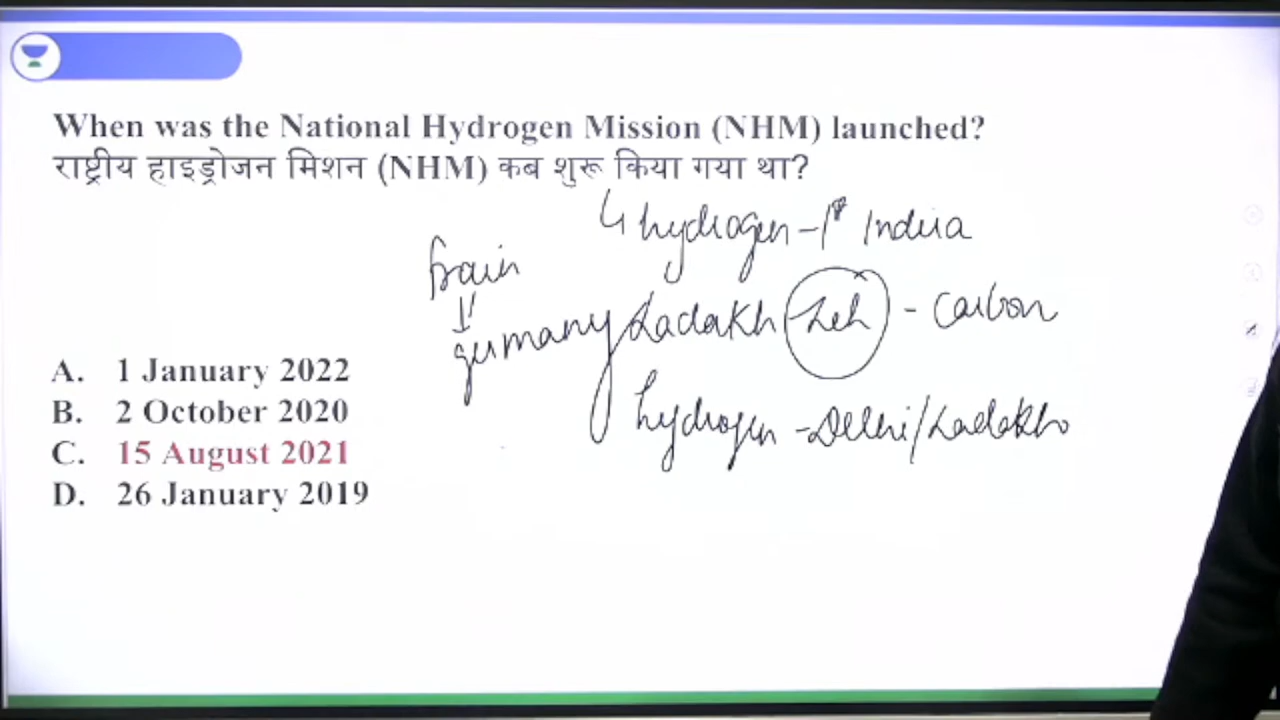 When was the National Hydrogen Mission (NHM) launched?
राष्ट्रीय हाइड्रोजन मिशन (NHM) कब शुरू किया गया था?
hydrogen - 1st India
germany Ladakh Leh - Carbon
hydrogen - Delhi/Ladakh
A. 1 January 2022
B. 2 October 2020
C. 15 August 2021
D. 26 January 2019